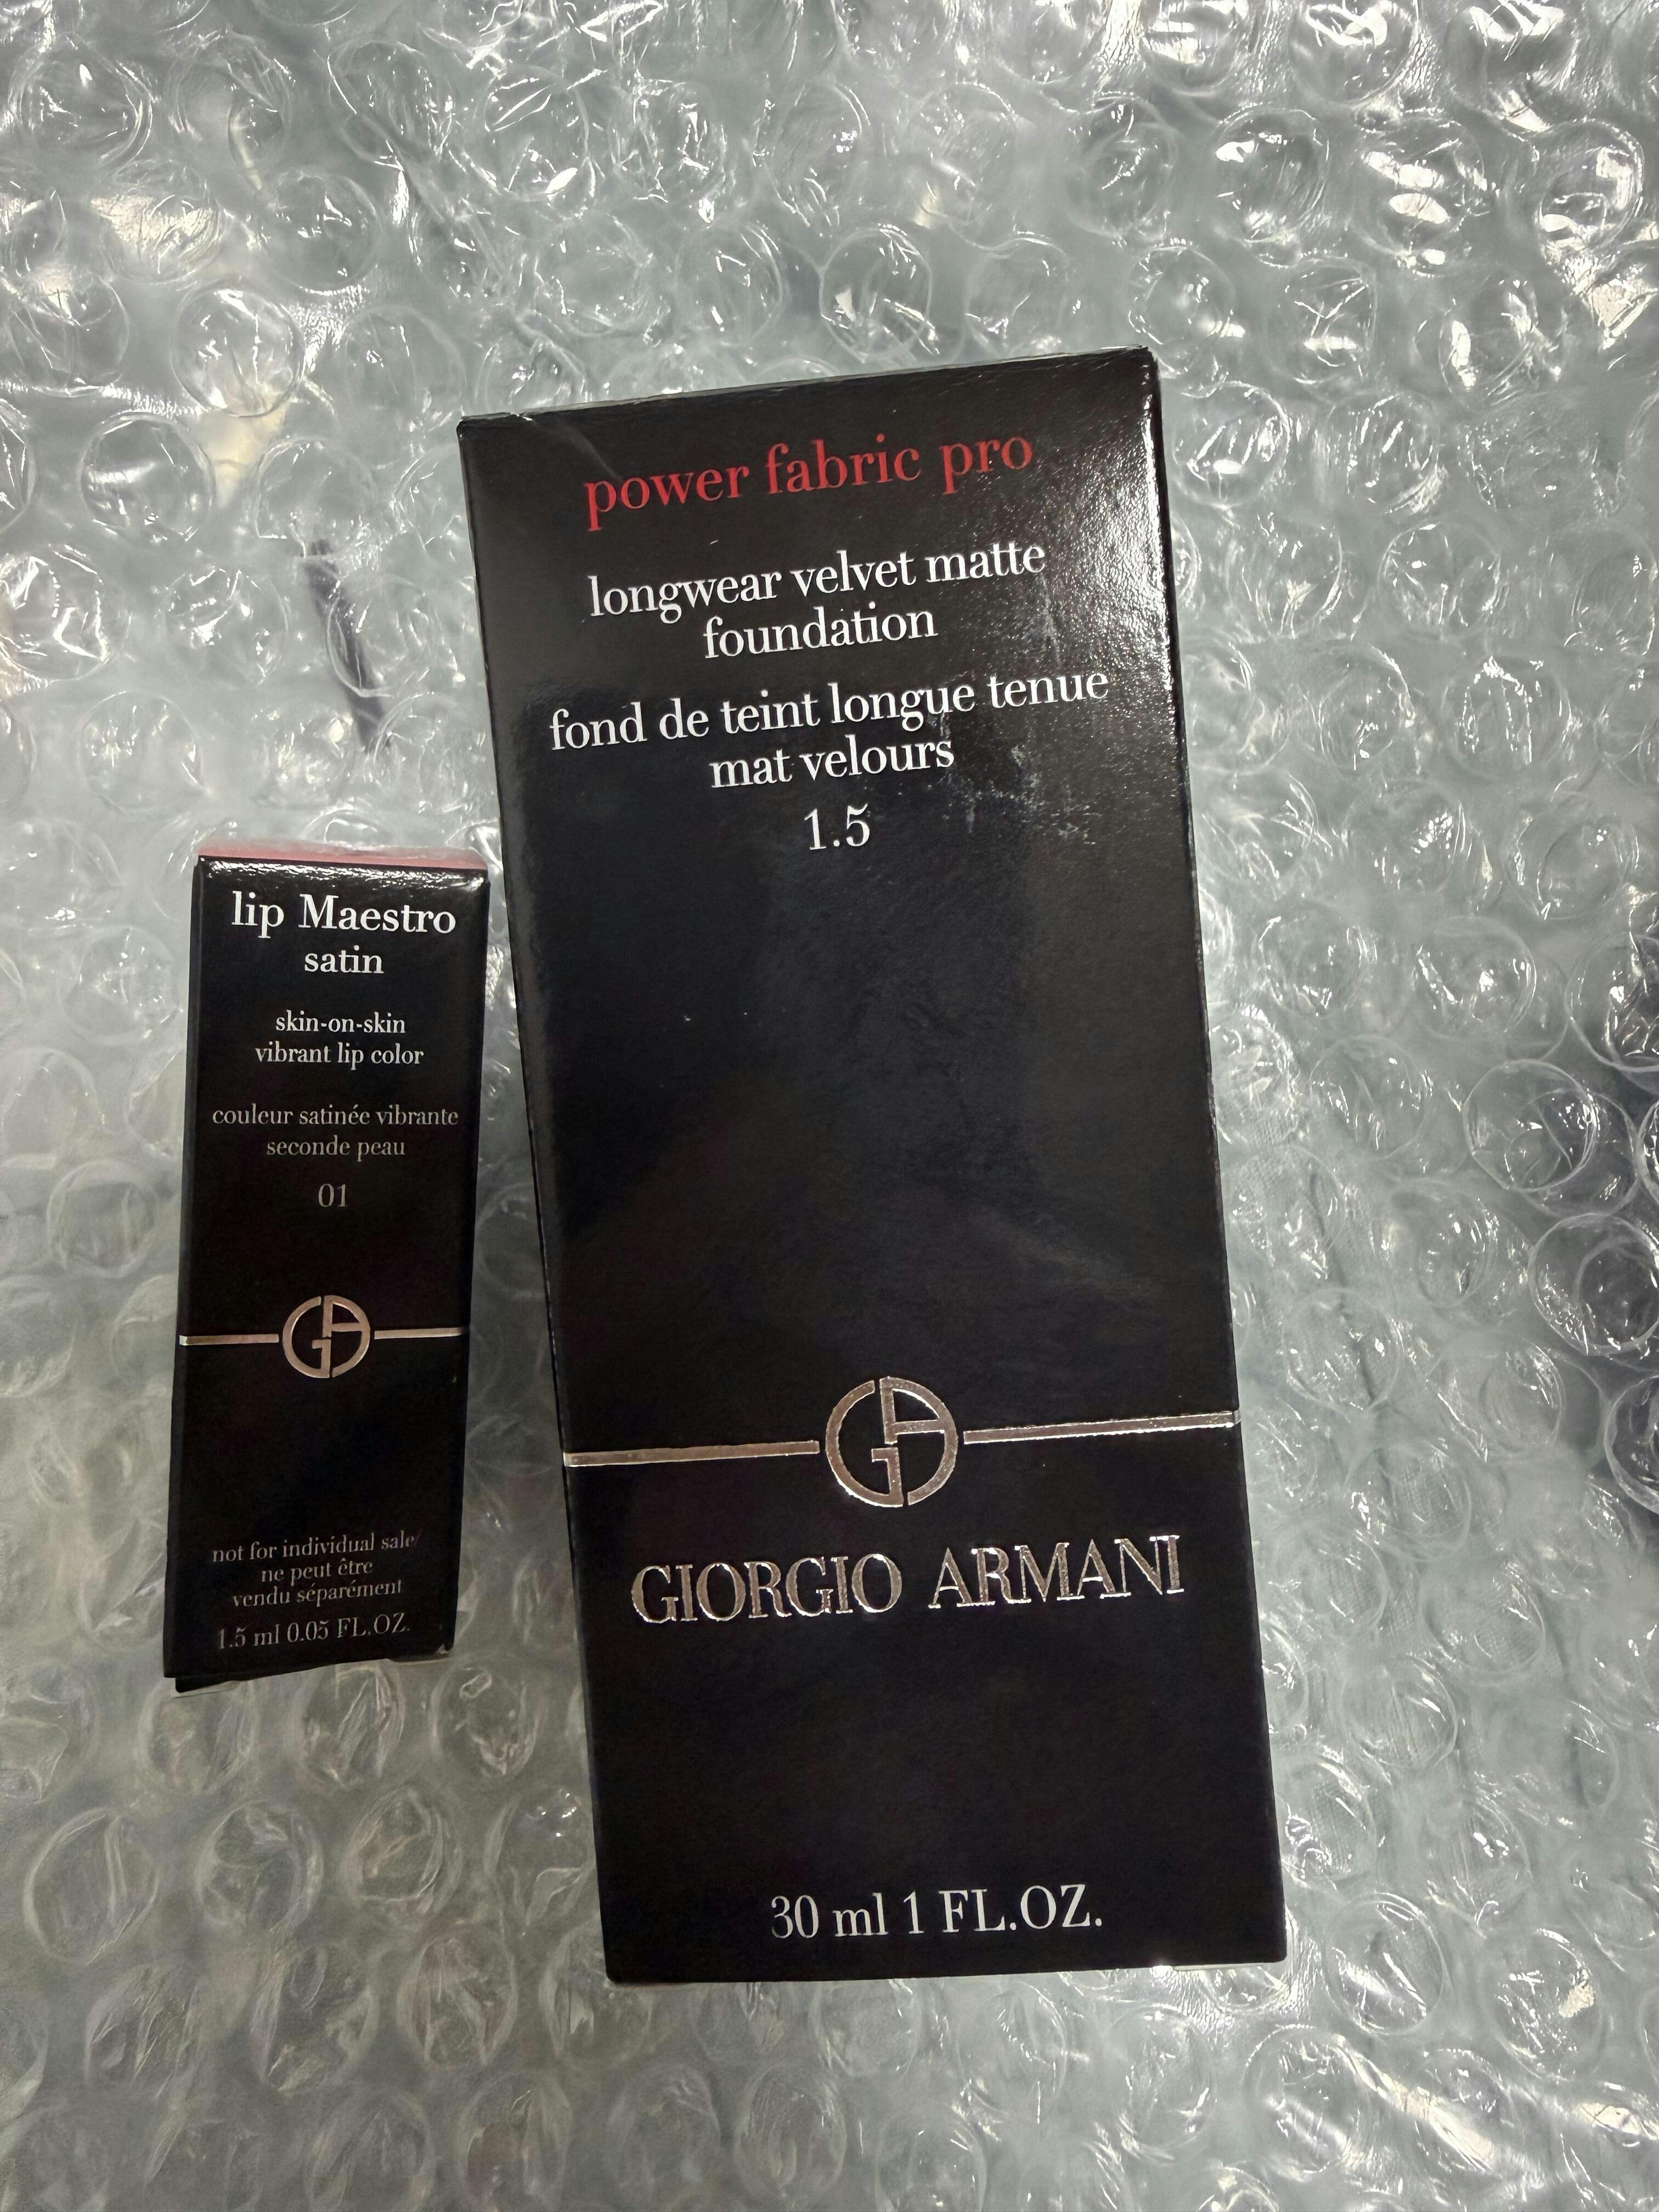 lip Maestro
satin
skin-on-skin
vibrant lip color
couleur satinée vibrante
seconde peau
01
GA
not for individual sale/
ne peut être
vendu séparément
1.5 ml 0.05 FL.OZ.
power fabric pro
longwear velvet matte
foundation
fond de teint longue tenue
mat velours
1.5
GA
GIORGIO ARMANI
30 ml 1 FL.OZ.